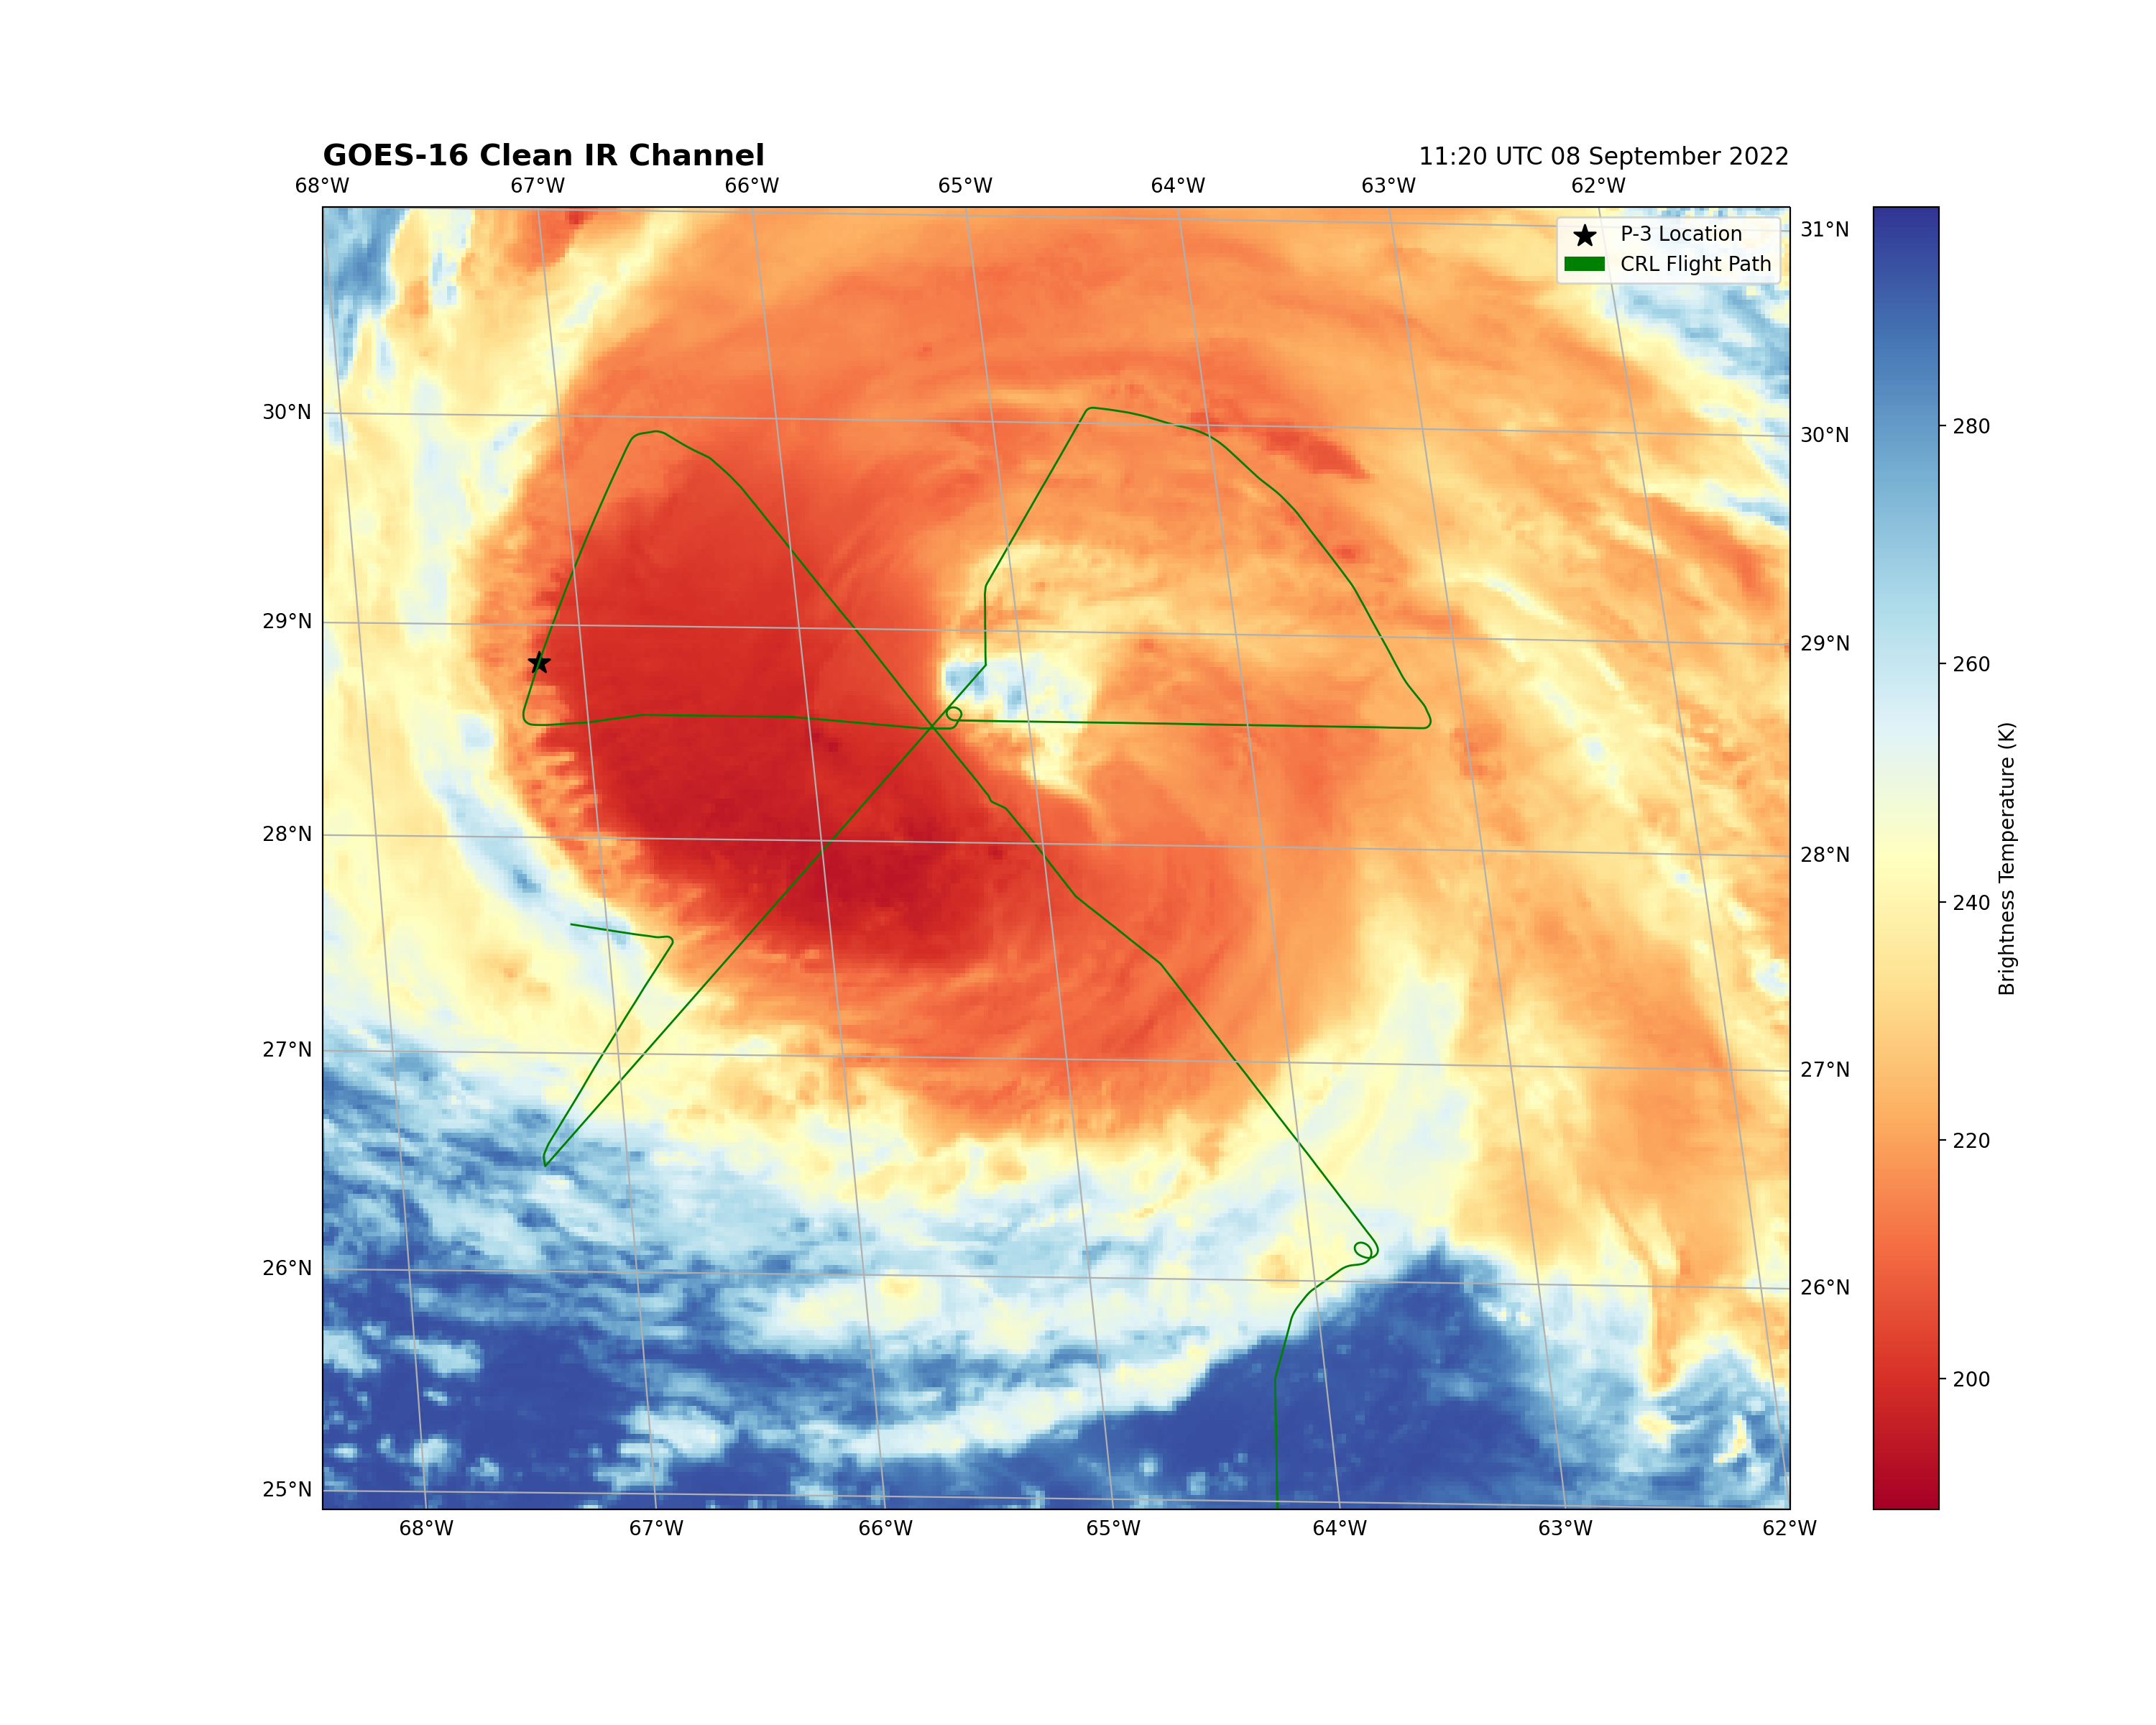 GOES-16 Clean IR Channel
11:20 UTC 08 September 2022
68°W 67°W 66°W 65°W 64°W 63°W 62°W
P-3 Location
CRL Flight Path
31°N
30°N
30°N
29°N
29°N
28°N
28°N
27°N
27°N
26°N
26°N
25°N
68°W 67°W 66°W 65°W 64°W 63°W 62°W
280
260
240
220
200
Brightness Temperature (K)